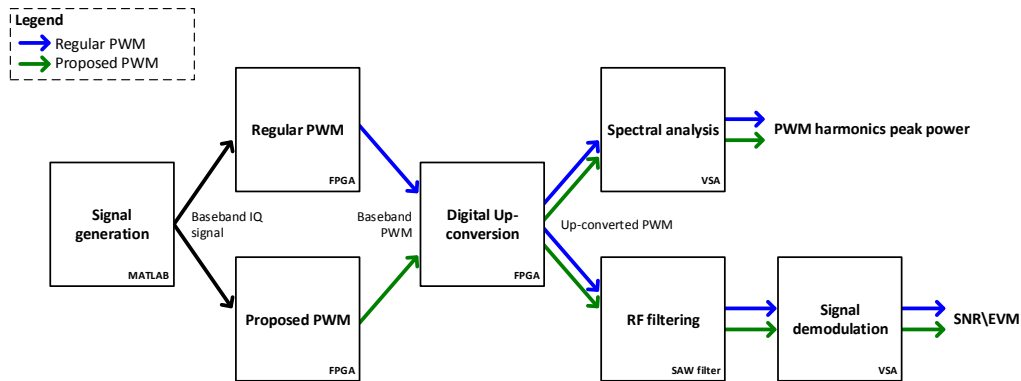 Legend
Regular PWM
Proposed PWM
Signal
generation
MATLAB
Baseband IQ
signal
Regular PWM
FPGA
Proposed PWM
FPGA
Baseband
PWM
Digital Up-
conversion
FPGA
Up-converted PWM
Spectral analysis
VSA
PWM harmonics peak power
RF filtering
SAW filter
Signal
demodulation
VSA
SNR\EVM